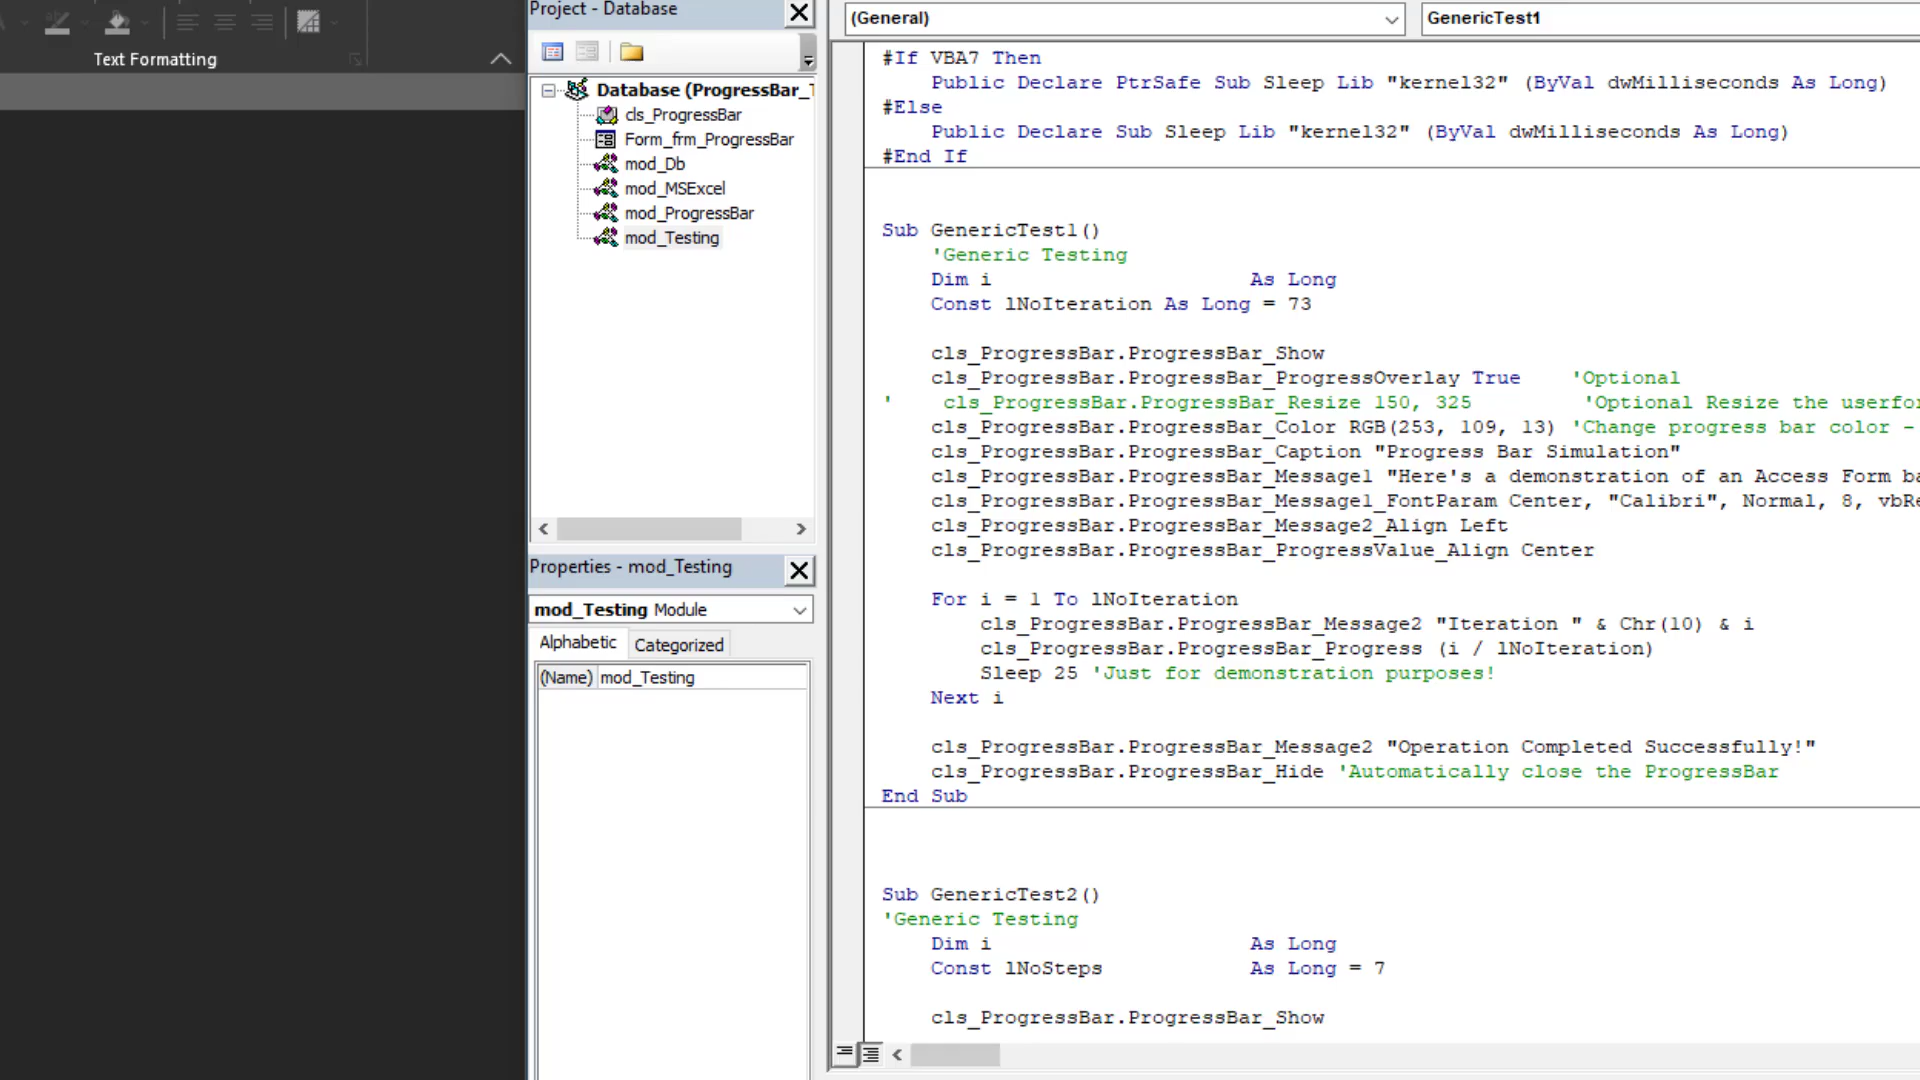 Text Formatting
Project - Database
Database (ProgressBar_T
cls_ProgressBar
Form_frm_ProgressBar
mod_Db
mod_MSExcel
mod_ProgressBar
mod_Testing
Properties - mod_Testing
mod_Testing Module
Alphabetic Categorized
(Name) mod_Testing
(General) GenericTest1
#If VBA7 Then
Public Declare PtrSafe Sub Sleep Lib "kernel32" (ByVal dwMilliseconds As Long)
#Else
Public Declare Sub Sleep Lib "kernel32" (ByVal dwMilliseconds As Long)
#End If
Sub GenericTest1()
'Generic Testing
Dim i As Long
Const lNoIteration As Long = 73
cls_ProgressBar.ProgressBar_Show
cls_ProgressBar.ProgressBar_ProgressOverlay True 'Optional
' cls_ProgressBar.ProgressBar_Resize 150, 325 'Optional Resize the userfo
cls_ProgressBar.ProgressBar_Color RGB(253, 109, 13) 'Change progress bar color -
cls_ProgressBar.ProgressBar_Caption "Progress Bar Simulation"
cls_ProgressBar.ProgressBar_Message1 "Here's a demonstration of an Access Form ba
cls_ProgressBar.ProgressBar_Message1_FontParam Center, "Calibri", Normal, 8, vbRe
cls_ProgressBar.ProgressBar_Message2_Align Left
cls_ProgressBar.ProgressBar_ProgressValue_Align Center
For i = 1 To lNoIteration
cls_ProgressBar.ProgressBar_Message2 "Iteration " & Chr(10) & i
cls_ProgressBar.ProgressBar_Progress (i / lNoIteration)
Sleep 25 'Just for demonstration purposes!
Next i
cls_ProgressBar.ProgressBar_Message2 "Operation Completed Successfully!"
cls_ProgressBar.ProgressBar_Hide 'Automatically close the ProgressBar
End Sub
Sub GenericTest2()
'Generic Testing
Dim i As Long
Const lNoSteps As Long = 7
cls_ProgressBar.ProgressBar_Show